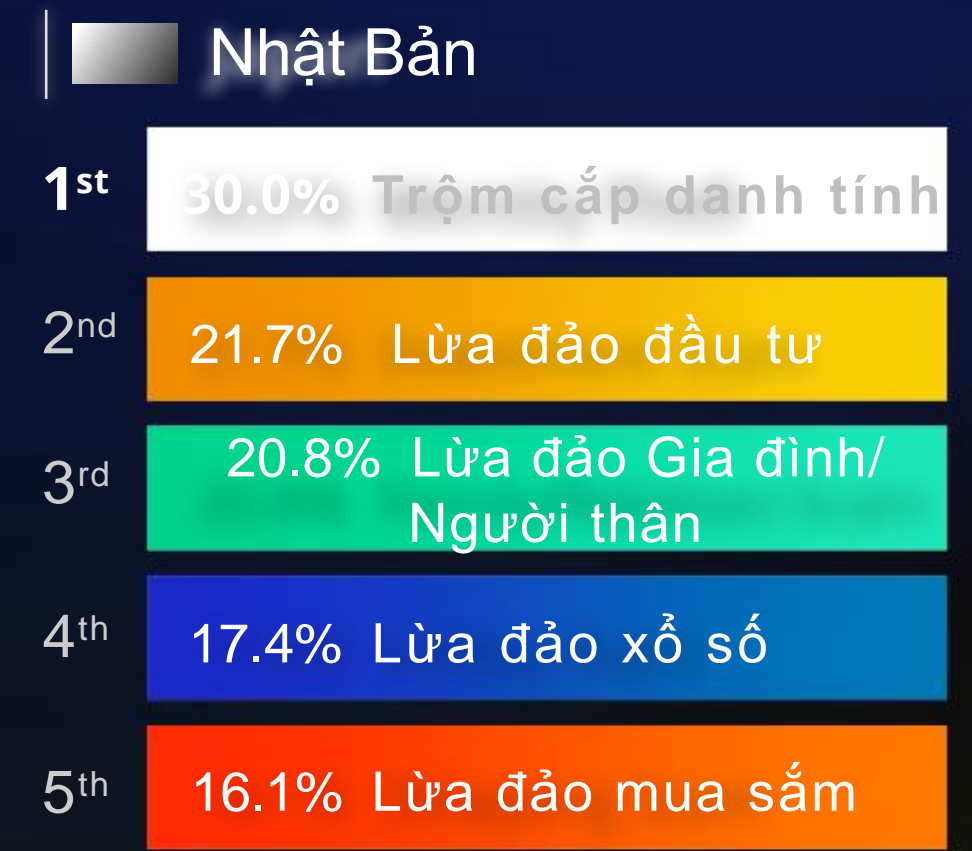 Nhật Bản
1st 30.0% Trộm cắp danh tính
2nd 21.7% Lừa đảo đầu tư
3rd 20.8% Lừa đảo Gia đình/
Người thân
4th 17.4% Lừa đảo xổ số
5th 16.1% Lừa đảo mua sắm